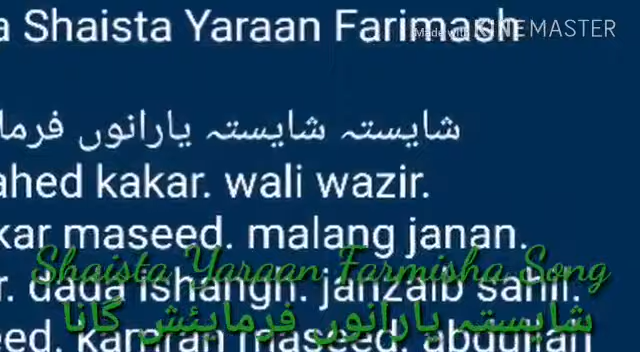 a Shaista Yaraan Farimash
Made with KINEMASTER
شایستہ شایستہ یارانوں فرما
ahed kakar. wali wazir.
kar maseed. malang janan.
Shaista Yaraan Farmisha Song
r. dada ishangh. janzaib sahil.
شایستہ یارانوں فرمایئش گانا
eed. kamran maseed. abdullah